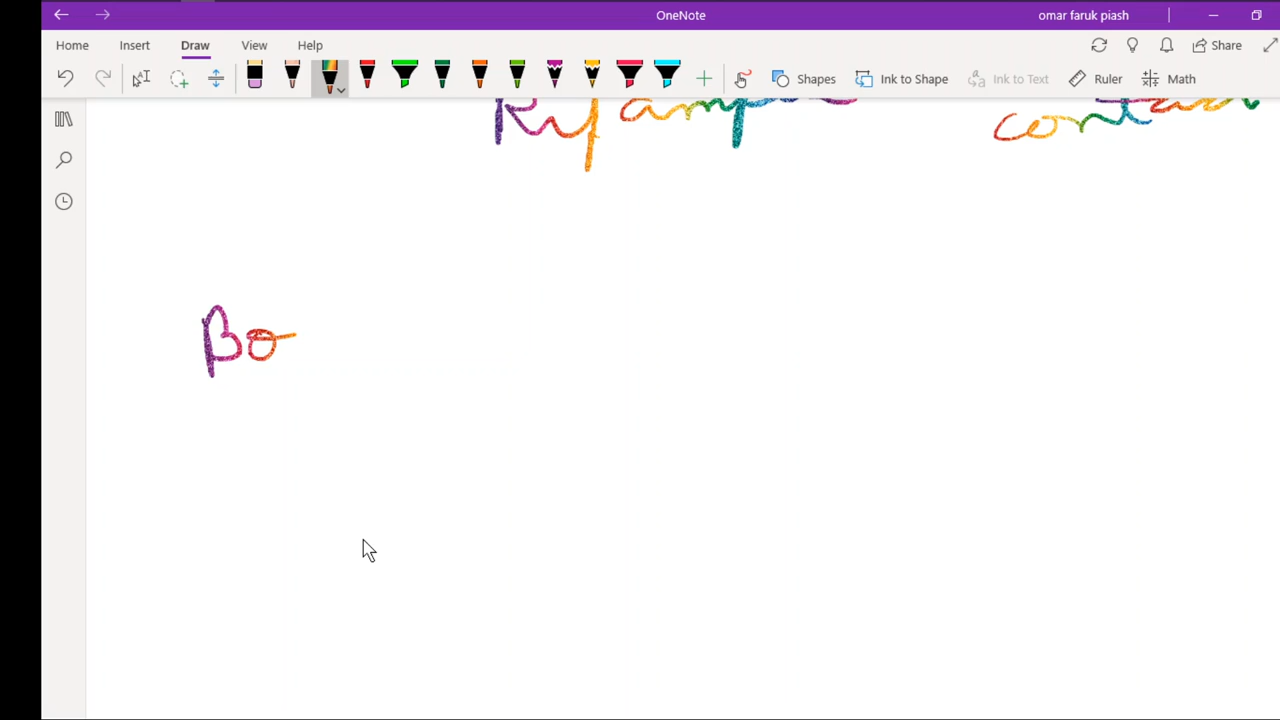 OneNote
omar faruk piash
Home Insert Draw View Help
Share
Shapes Ink to Shape Ink to Text Ruler Math
Bo